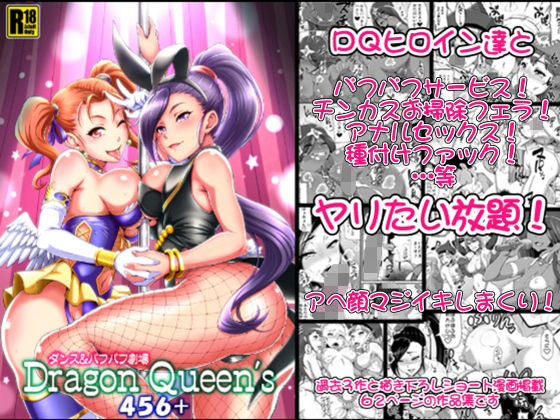 R18
Adult Only
ダンス&パフパフ劇場
Dragon Queen's
456+
DQヒロイン達と
パフパフサービス!
チンカスお掃除フェラ!
アナルセックス!
種付けファック!
…等
ヤリたい放題!
アヘ顔マジイキしまくり!
過去3作と描き下ろしショート漫画掲載
62ページの作品集です